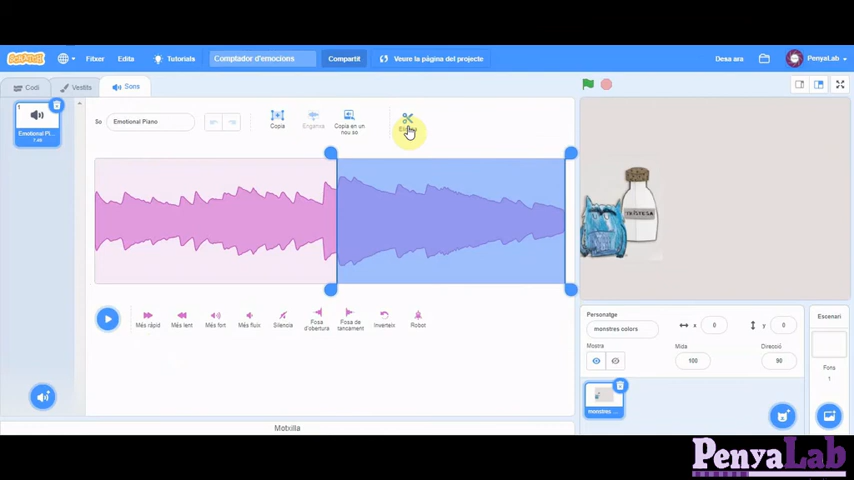 SCRATCH
Fitxer
Edita
Tutorials
Comptador d'emocions
Compartit
Veure la pàgina del projecte
Desa ara
PenyaLab
Codi
Vestits
Sons
1
Emotional Pi...
So
Emotional Piano
Copia
Enganxa
Copia en un
nou so
TRISTESA
Més ràpid
Més lent
Més fort
Més fluix
Silencia
Fosa
d'obertura
Fosa de
tancament
Inverteix
Robot
Personatge
monstres colors
x
0
y
0
Mostra
Mida
Direcció
100
90
Escenari
Fons
1
monstres ...
Motxilla
PenyaLab